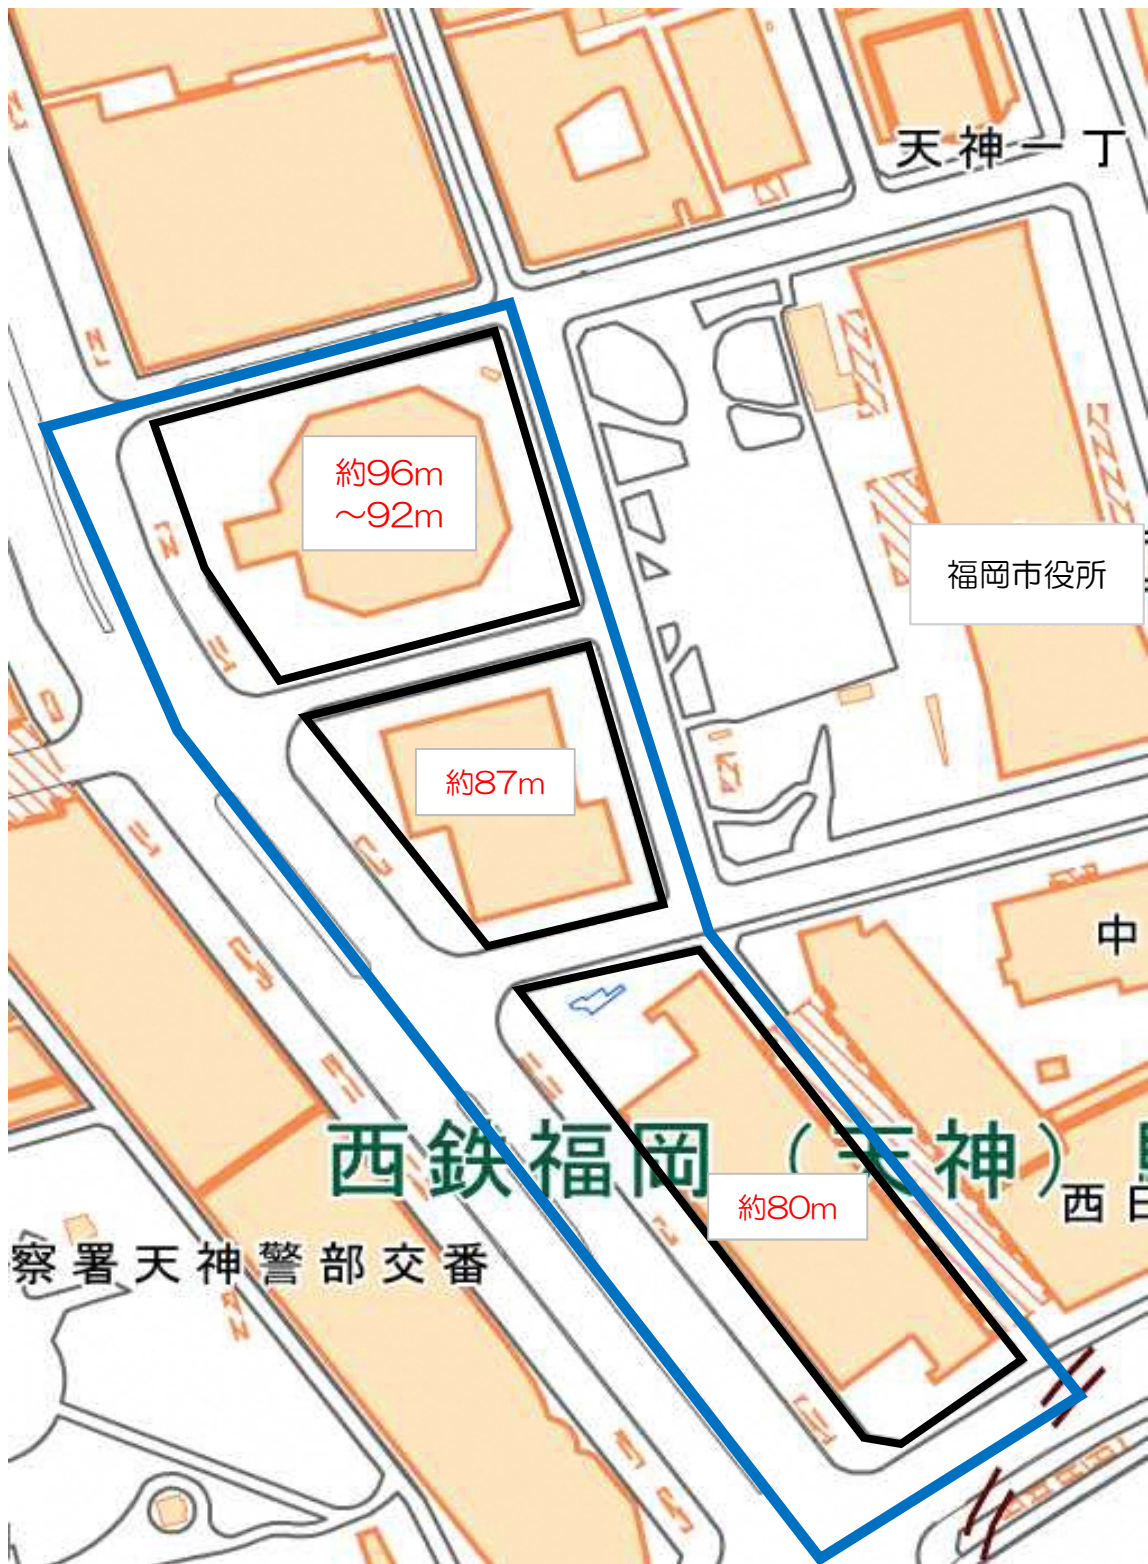 天神一丁
約96m
～92m
福岡市役所
約87m
中
西鉄福岡（天神）
約80m
西日
察署天神警部交番